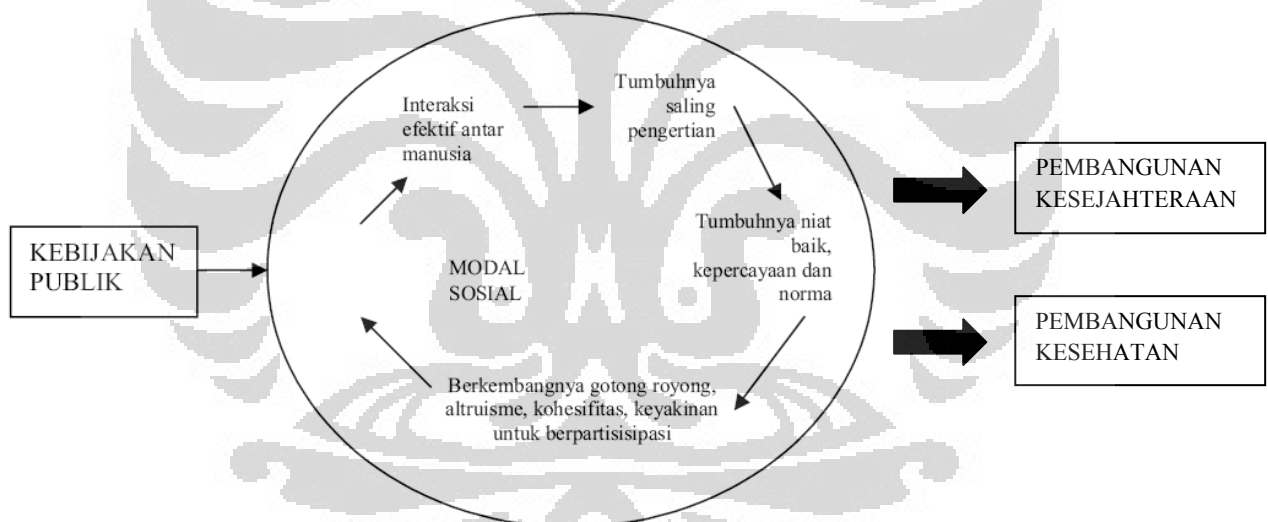 KEBIJAKAN
PUBLIK
Interaksi
efektif antar
manusia
Tumbuhnya
saling
pengertian
Tumbuhnya niat
baik,
kepercayaan dan
norma
Berkembangnya gotong royong,
altruisme, kohesifitas, keyakinan
untuk berpartisisipasi
MODAL
SOSIAL
PEMBANGUNAN
KESEJAHTERAAN
PEMBANGUNAN
KESEHATAN